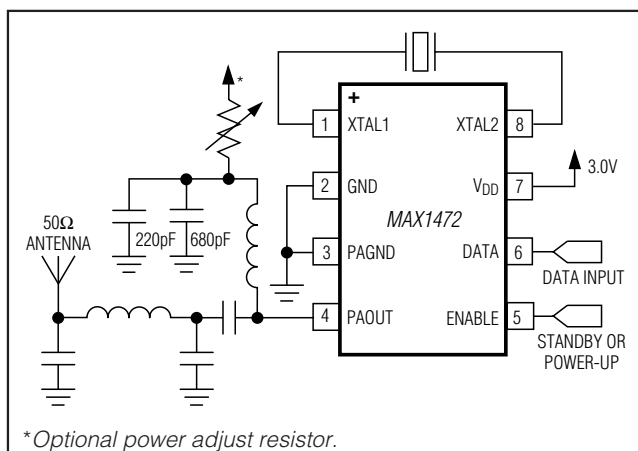 *
+
1 XTAL1 XTAL2 8
2 GND VDD 7 3.0V
MAX1472
220pF 680pF
50Ω
ANTENNA
3 PAGND DATA 6
DATA INPUT
4 PAOUT ENABLE 5
STANDBY OR
POWER-UP
*Optional power adjust resistor.